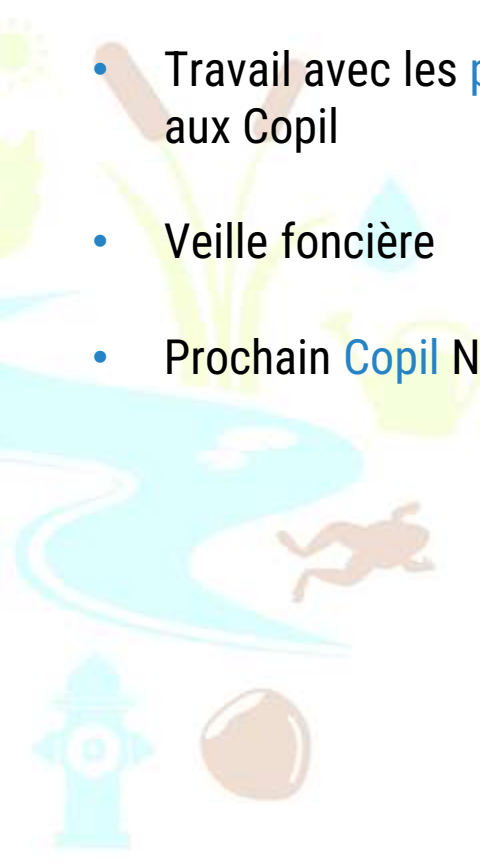 • Travail avec les
aux Copil
• Veille foncière
• Prochain Copil